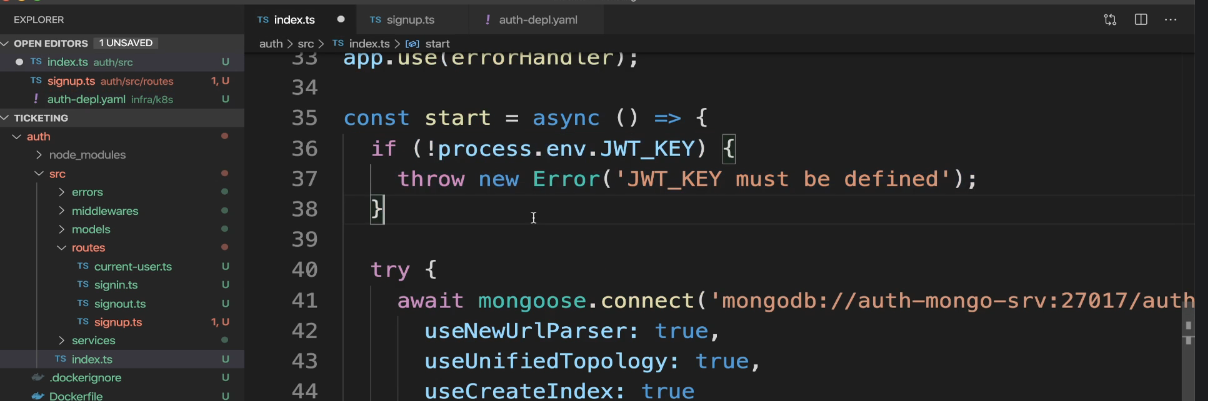 EXPLORER
OPEN EDITORS 1 UNSAVED
index.ts auth/src U
signup.ts auth/src/routes 1, U
auth-depl.yaml infra/k8s U
TICKETING
auth
node_modules
src
errors
middlewares
models
routes
TS current-user.ts U
TS signin.ts U
TS signout.ts U
TS signup.ts 1, U
services
TS index.ts U
.dockerignore U
Dockerfile U
TS index.ts
TS signup.ts
! auth-depl.yaml
auth > src > TS index.ts > start
33 app.use(errorHandler);
34
35 const start = async () => {
36 if (!process.env.JWT_KEY) {
37 throw new Error('JWT_KEY must be defined');
38 }
39
40 try {
41 await mongoose.connect('mongodb://auth-mongo-srv:27017/auth
42 useNewUrlParser: true,
43 useUnifiedTopology: true,
44 useCreateIndex: true